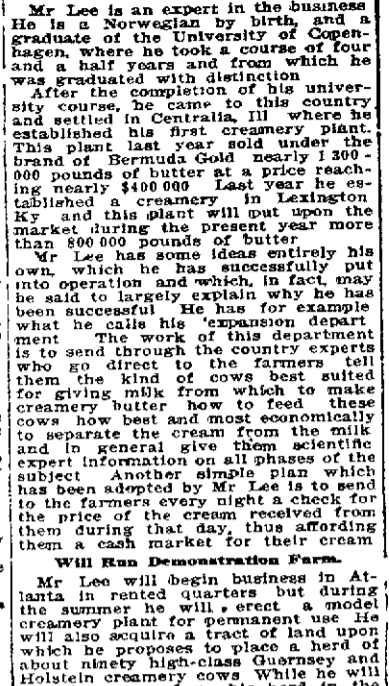 Mr Lee is an expert in the business
He is a Norwegian by birth, and a
graduate of the University of Copen-
hagen, where he took a course of four
and a half years and from which he
was graduated with distinction
After the completion of his univer-
sity course, he came to this country
and settled in Centralia, Ill where he
established his first creamery plant.
This plant last year sold under the
brand of Bermuda Gold nearly 1 300 -
000 pounds of butter at a price reach-
ing nearly $400 000 Last year he es-
tablished a creamery in Lexington
Ky and this plant will put upon the
market during the present year more
than 800 000 pounds of butter
Mr Lee has some ideas entirely his
own, which he has successfully put
into operation and which, in fact, may
be said to largely explain why he has
been successful He has for example
what he calls his 'expansion depart
ment The work of this department
is to send through the country experts
who go direct to the farmers tell
them the kind of cows best suited
for giving milk from which to make
creamery butter how to feed these
cows how best and most economically
to separate the cream from the milk
and in general give them scientific
expert information on all phases of the
subject Another simple plan which
has been adopted by Mr Lee is to send
to the farmers every night a check for
the price of the cream received from
them during that day, thus affording
them a cash market for their cream
Will Run Demonstration Farm.
Mr Lee will begin business in At-
lanta in rented quarters but during
the summer he will erect a model
creamery plant for permanent use He
will also acquire a tract of land upon
which he proposes to place a herd of
about ninety high-class Guernsey and
Holstein creamery cows While he will